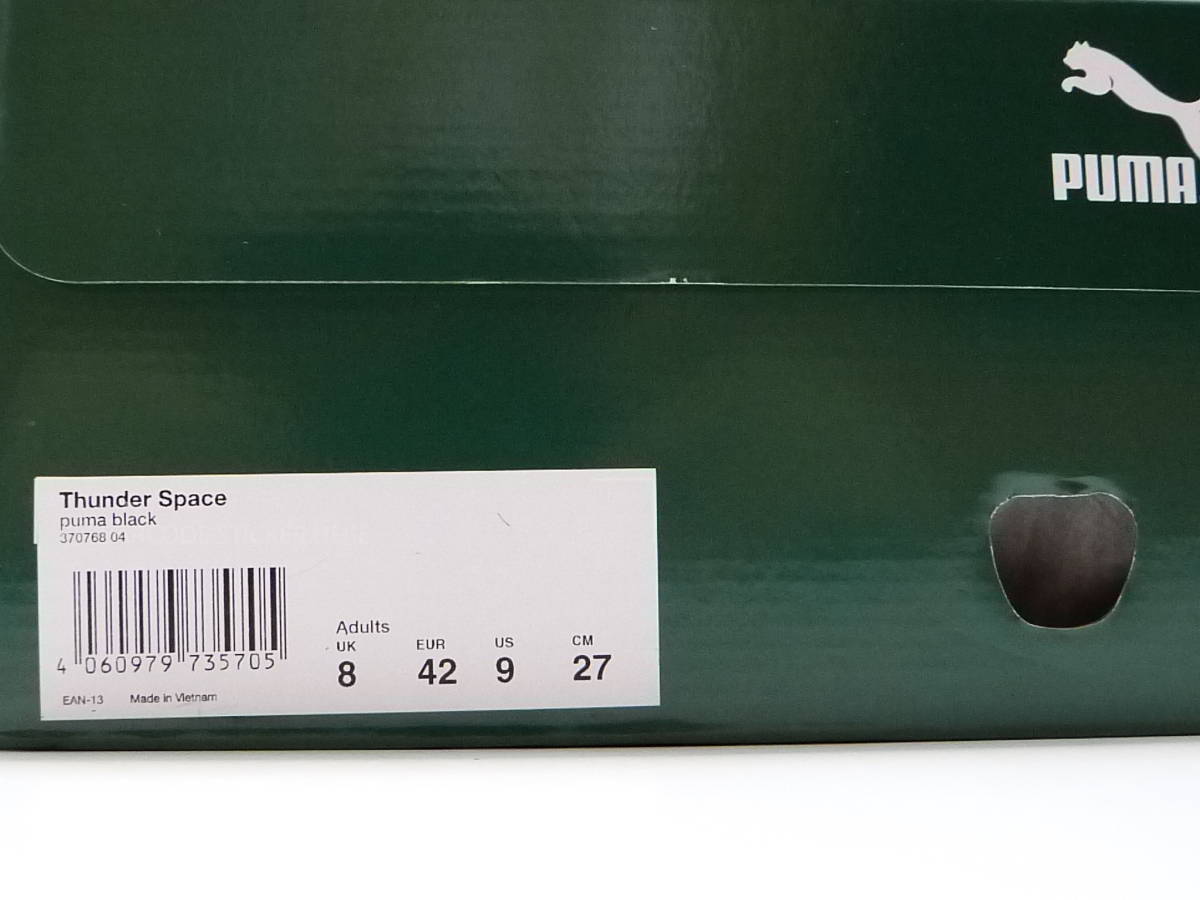 PUMA
Thunder Space
puma black
370768 04
4 060979 735705
EAN-13 Made in Vietnam
Adults
UK EUR US CM
8 42 9 27